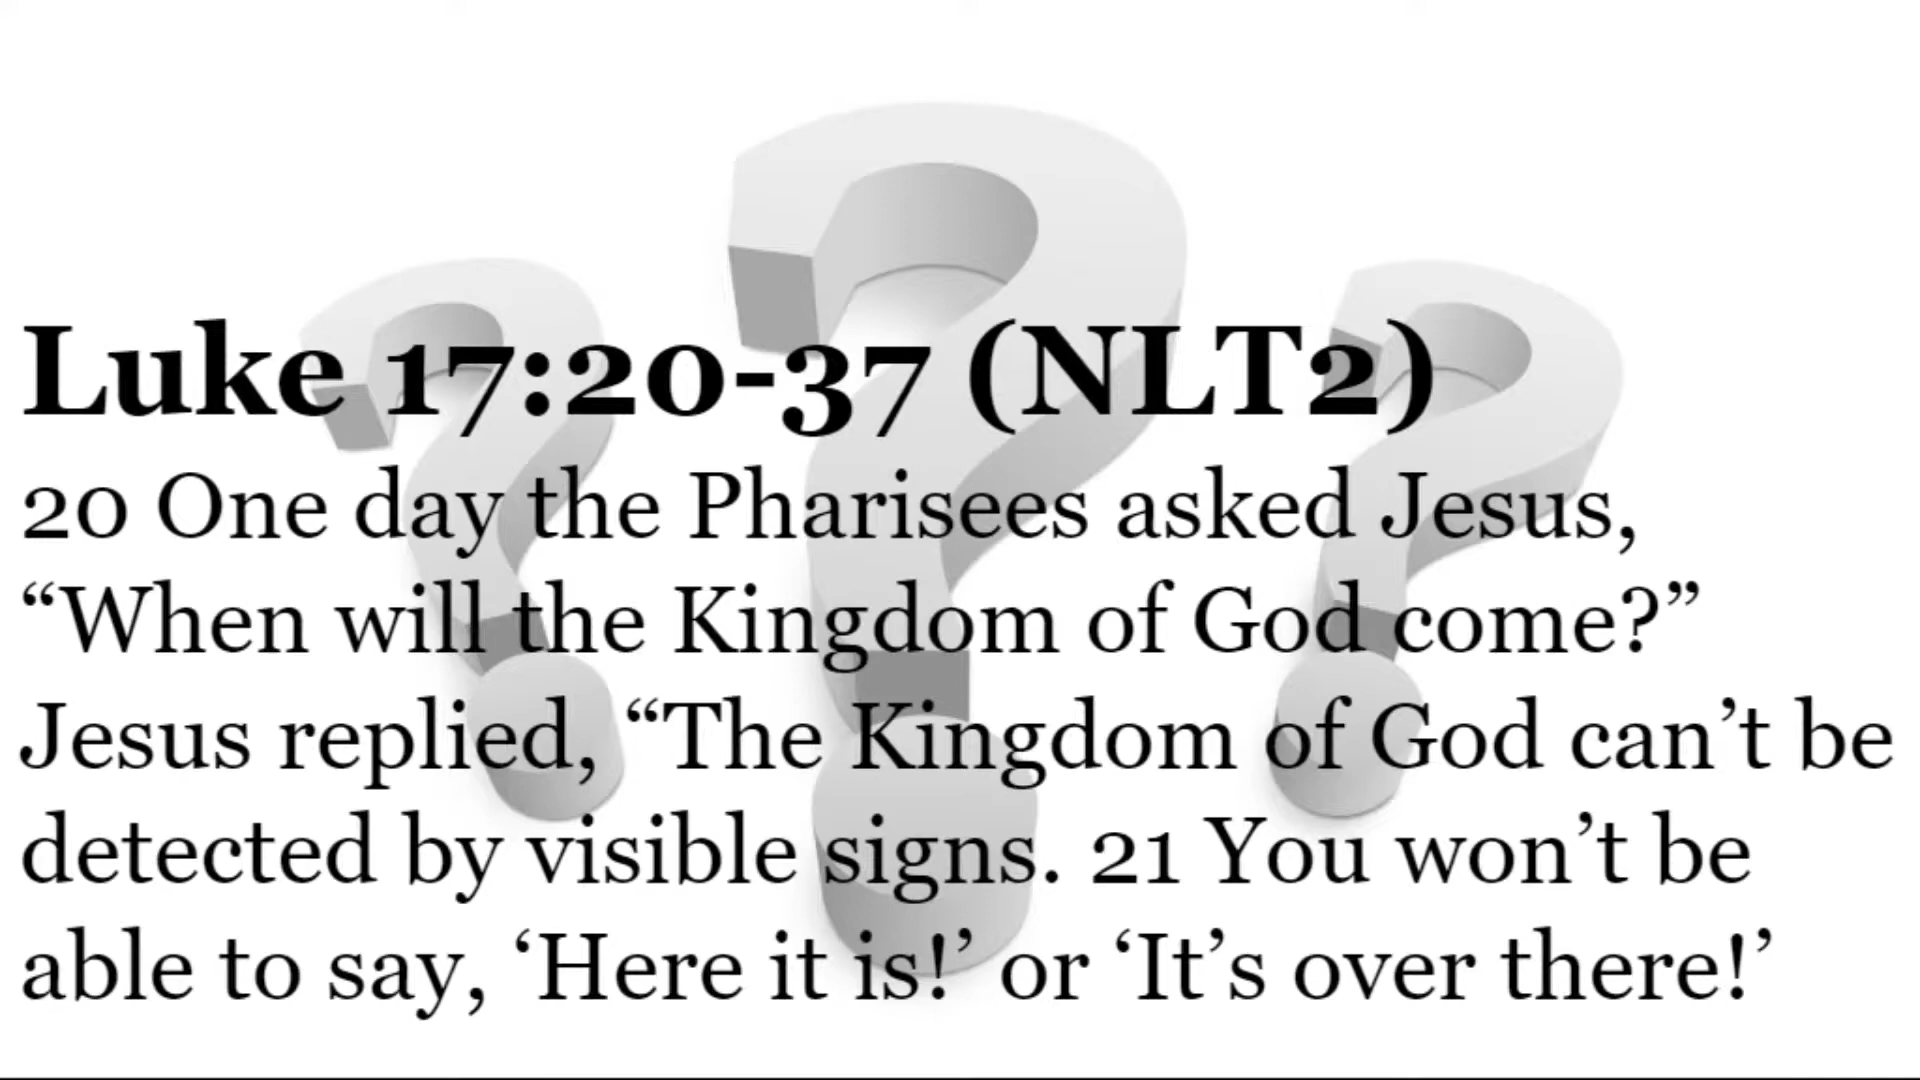 Luke 17:20-37 (NLT2)
20 One day the Pharisees asked Jesus,
“When will the Kingdom of God come?”
Jesus replied, “The Kingdom of God can’t be
detected by visible signs. 21 You won’t be
able to say, ‘Here it is!’ or ‘It’s over there!’